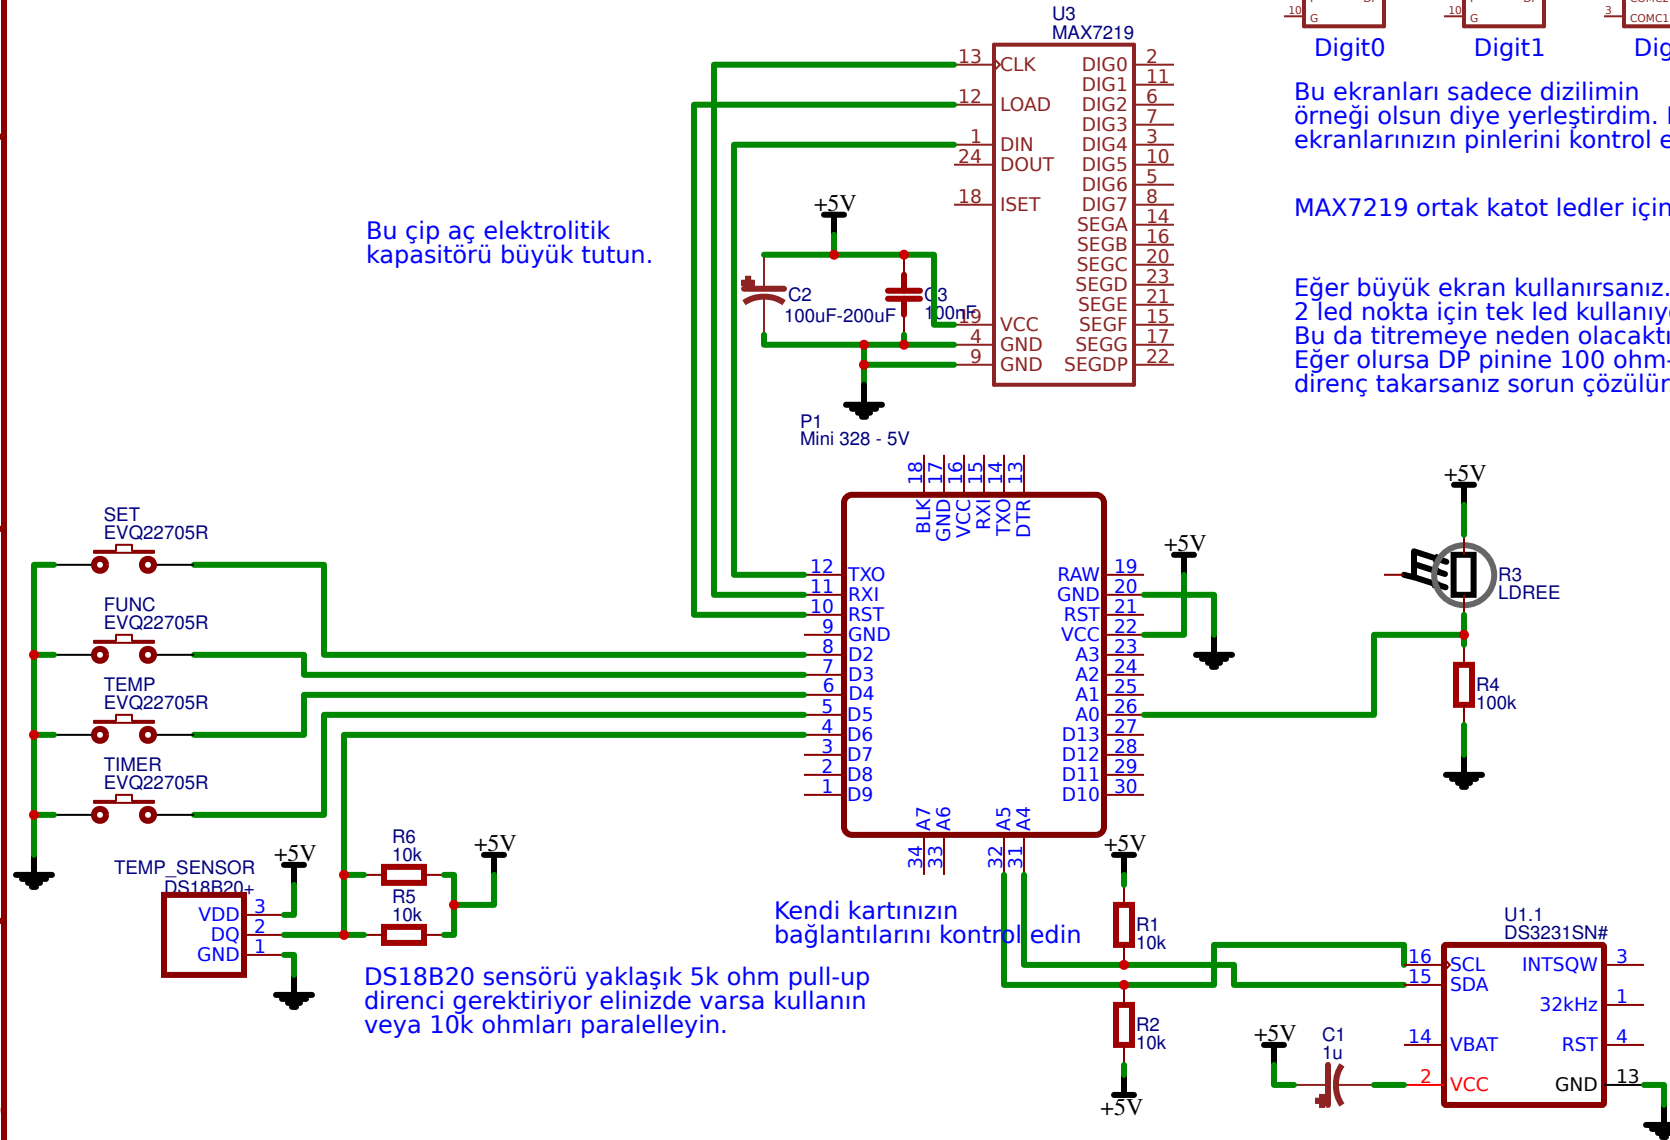 U3
MAX7219
13 CLK
12 LOAD
1 DIN
24 DOUT
18 ISET
19 VCC
4 GND
9 GND
DIG0 2
DIG1 11
DIG2 6
DIG3 7
DIG4 3
DIG5 10
DIG6 5
DIG7 8
SEGA 14
SEGB 16
SEGC 20
SEGD 23
SEGE 21
SEGF 15
SEGG 17
SEGDP 22
10 G
Digit0
10 G
Digit1
3 COMC1
Bu ekranları sadece dizilimin
örneği olsun diye yerleştirdim.
ekranlarınızın pinlerini kontrol
MAX7219 ortak katot ledler için
Eğer büyük ekran kullanırsanız.
2 led nokta için tek led
Bu da titremeye neden
Eğer olursa DP pinine 100
direnç takarsanız sorun çözülür
Bu çip aç elektrolitik
kapasitörü büyük tutun.
+5V
C2
100uF-200uF
C3
100nF
P1
Mini 328 - 5V
18 17 16 15 14 13
BLK GND VCC RXI TXO DTR
12 TXO
11 RXI
10 RST
9 GND
8 D2
7 D3
6 D4
5 D5
4 D6
3 D7
2 D8
1 D9
RAW 19
GND 20
RST 21
VCC 22
A3 23
A2 24
A1 25
A0 26
D13 27
D12 28
D11 29
D10 30
A7 A6 A5 A4
34 33 32 31
+5V
+5V
R3
LDREE
R4
100k
SET
EVQ22705R
FUNC
EVQ22705R
TEMP
EVQ22705R
TIMER
EVQ22705R
TEMP_SENSOR
DS18B20+
VDD 3
DQ 2
GND 1
+5V
R6
10k
R5
10k
+5V
DS18B20 sensörü yaklaşık 5k ohm pull-up
direnci gerektiriyor elinizde varsa kullanın
veya 10k ohmları paralelleyin.
Kendi kartınızın
bağlantılarını kontrol edin
+5V
R1
10k
R2
10k
+5V
+5V
C1
1u
U1.1
DS3231SN#
16 SCL
15 SDA
14 VBAT
2 VCC
INTSQW 3
32kHz 1
RST 4
GND 13